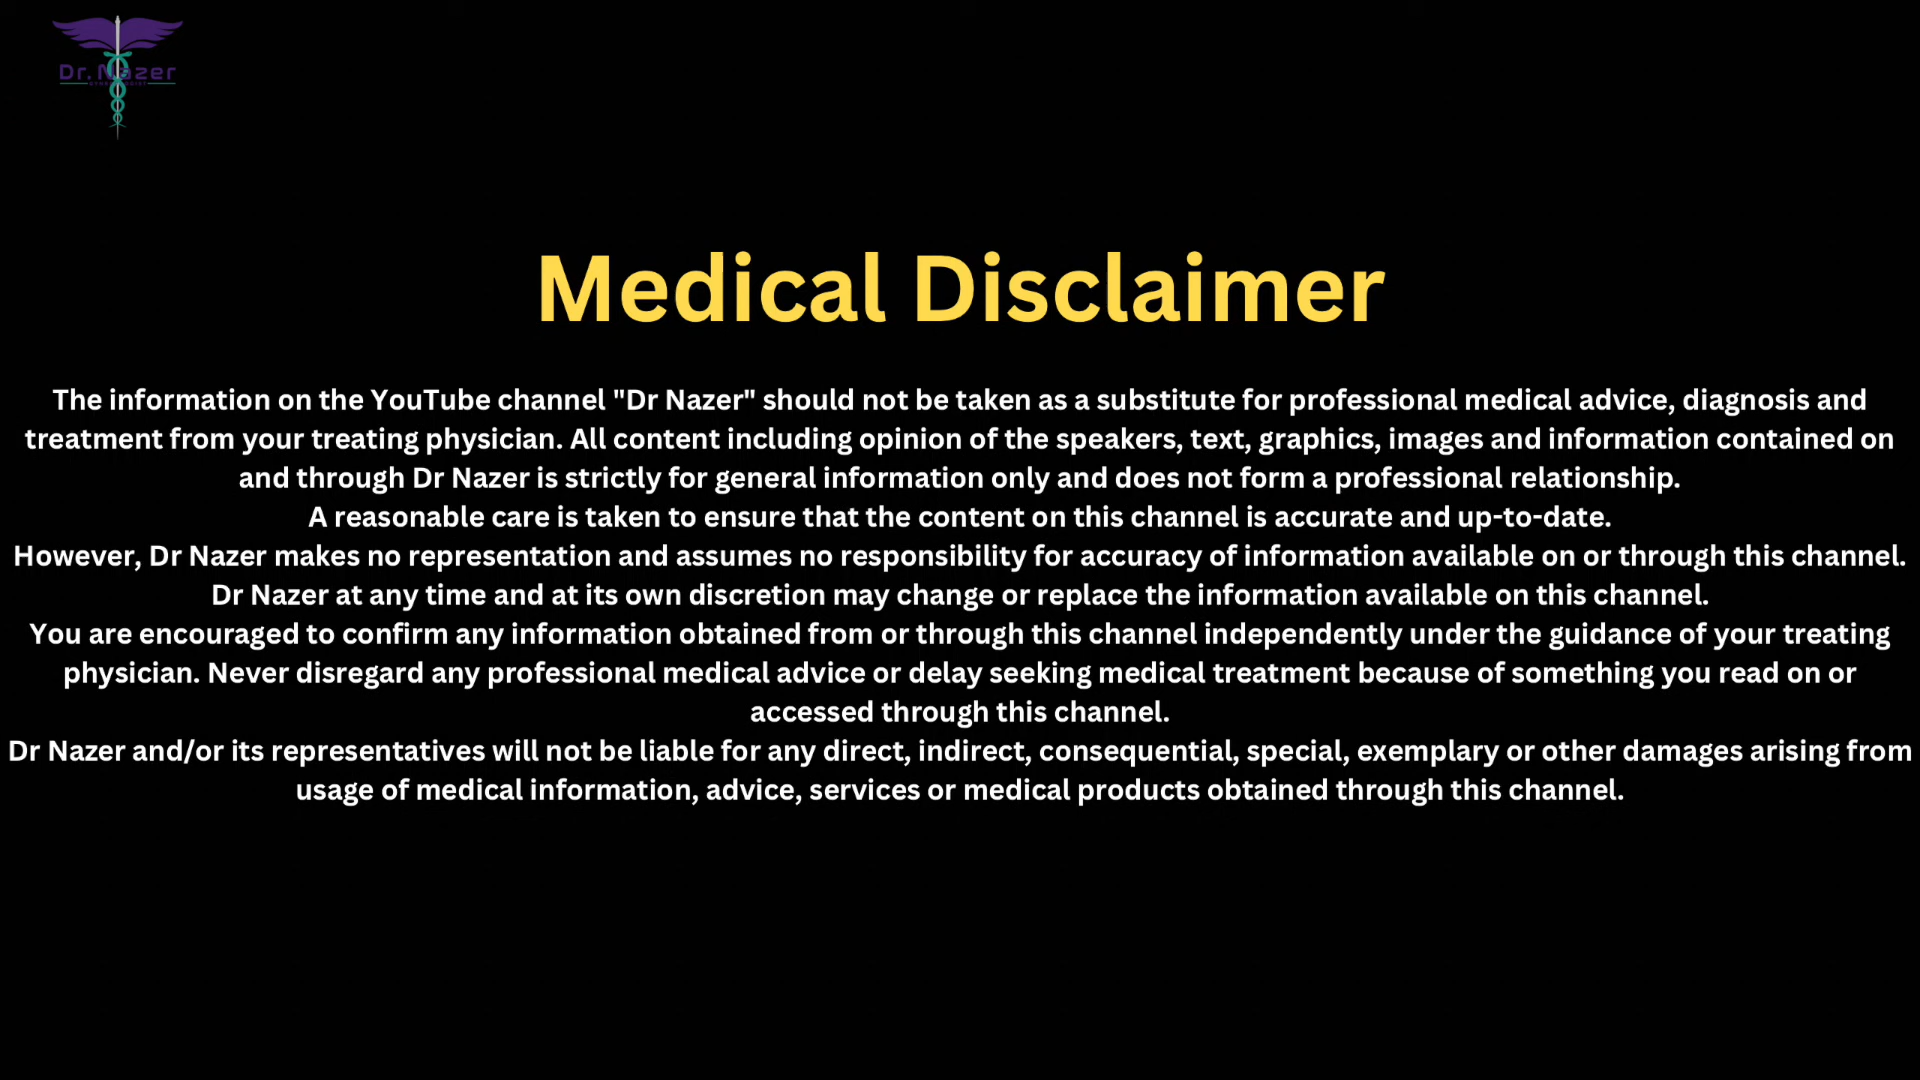 Dr. Nazer
Medical Disclaimer
The information on the YouTube channel "Dr Nazer" should not be taken as a substitute for professional medical advice, diagnosis and
treatment from your treating physician. All content including opinion of the speakers, text, graphics, images and information contained on
and through Dr Nazer is strictly for general information only and does not form a professional relationship.
A reasonable care is taken to ensure that the content on this channel is accurate and up-to-date.
However, Dr Nazer makes no representation and assumes no responsibility for accuracy of information available on or through this channel.
Dr Nazer at any time and at its own discretion may change or replace the information available on this channel.
You are encouraged to confirm any information obtained from or through this channel independently under the guidance of your treating
physician. Never disregard any professional medical advice or delay seeking medical treatment because of something you read on or
accessed through this channel.
Dr Nazer and/or its representatives will not be liable for any direct, indirect, consequential, special, exemplary or other damages arising from
usage of medical information, advice, services or medical products obtained through this channel.